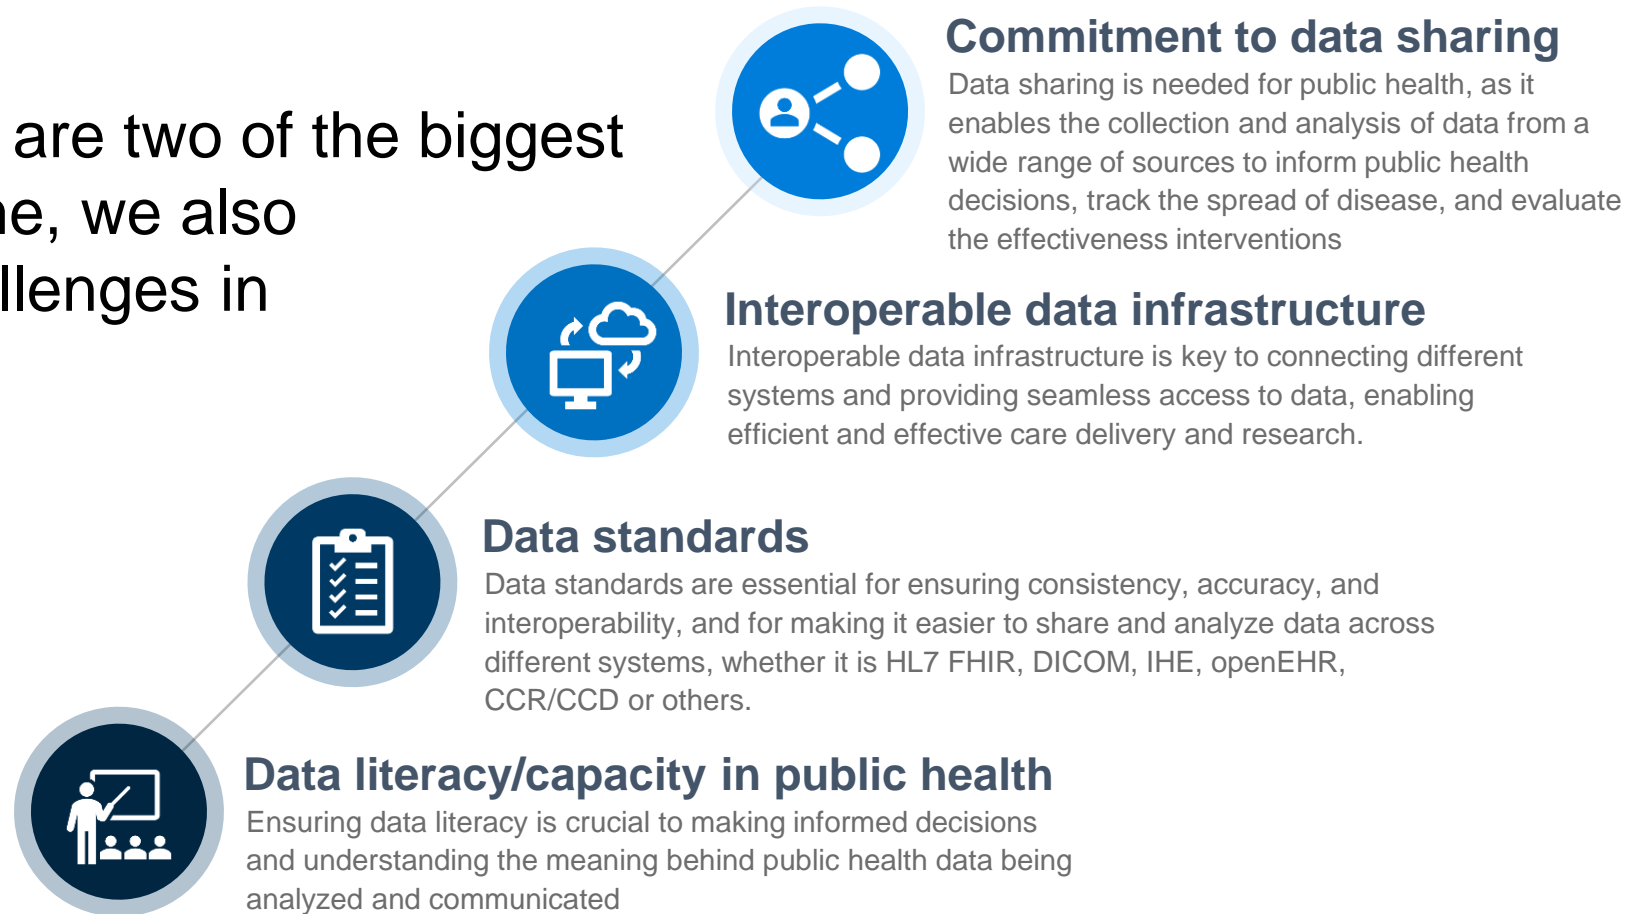 are two of the biggest
ne, we also
llenges in
Commitment to data sharing
Data sharing is needed for public health, as it
enables the collection and analysis of data from a
wide range of sources to inform public health
decisions, track the spread of disease, and evaluate
the effectiveness interventions
Interoperable data infrastructure
Interoperable data infrastructure is key to connecting different
systems and providing seamless access to data, enabling
efficient and effective care delivery and research.
Data standards
Data standards are essential for ensuring consistency, accuracy, and
interoperability, and for making it easier to share and analyze data across
different systems, whether it is HL7 FHIR, DICOM, IHE, openEHR,
CCR/CCD or others.
Data literacy/capacity in public health
Ensuring data literacy is crucial to making informed decisions
and understanding the meaning behind public health data being
analyzed and communicated